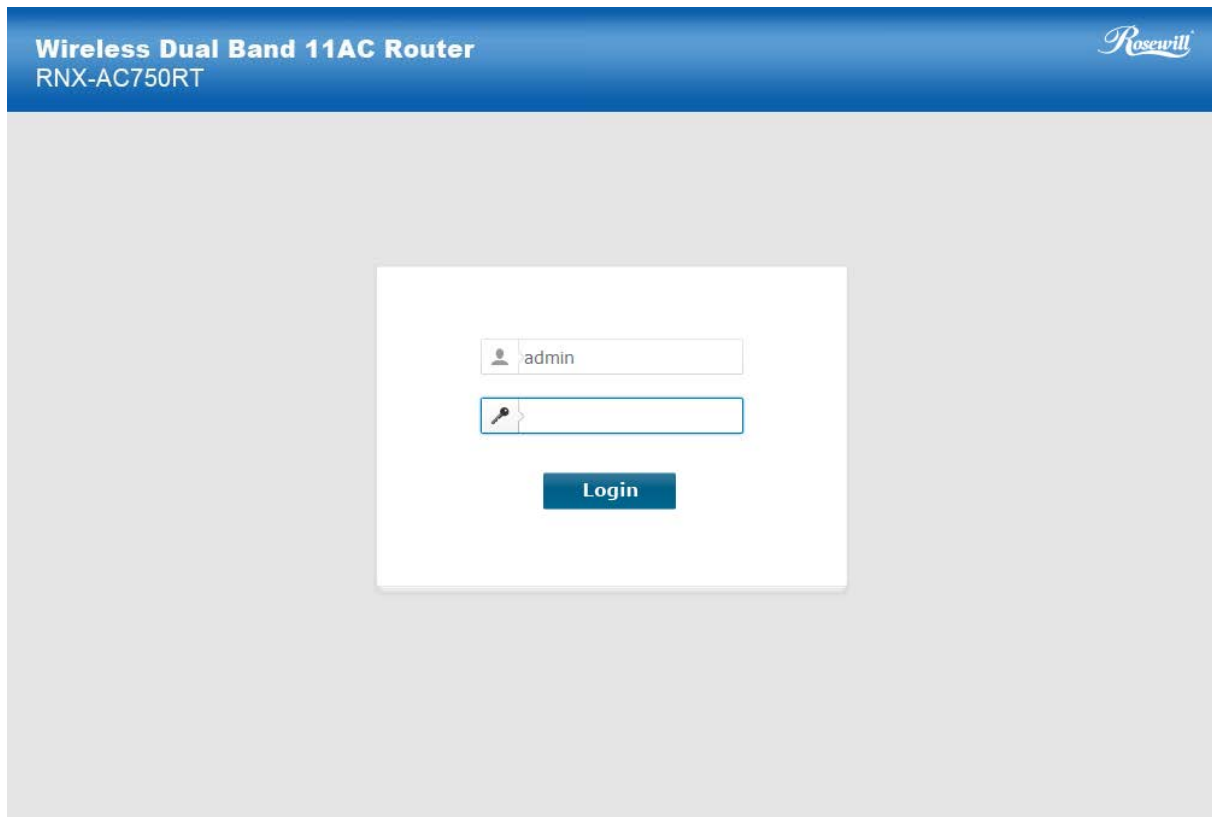 Wireless Dual Band 11AC Router
RNX-AC750RT
Rosewill
admin
Login